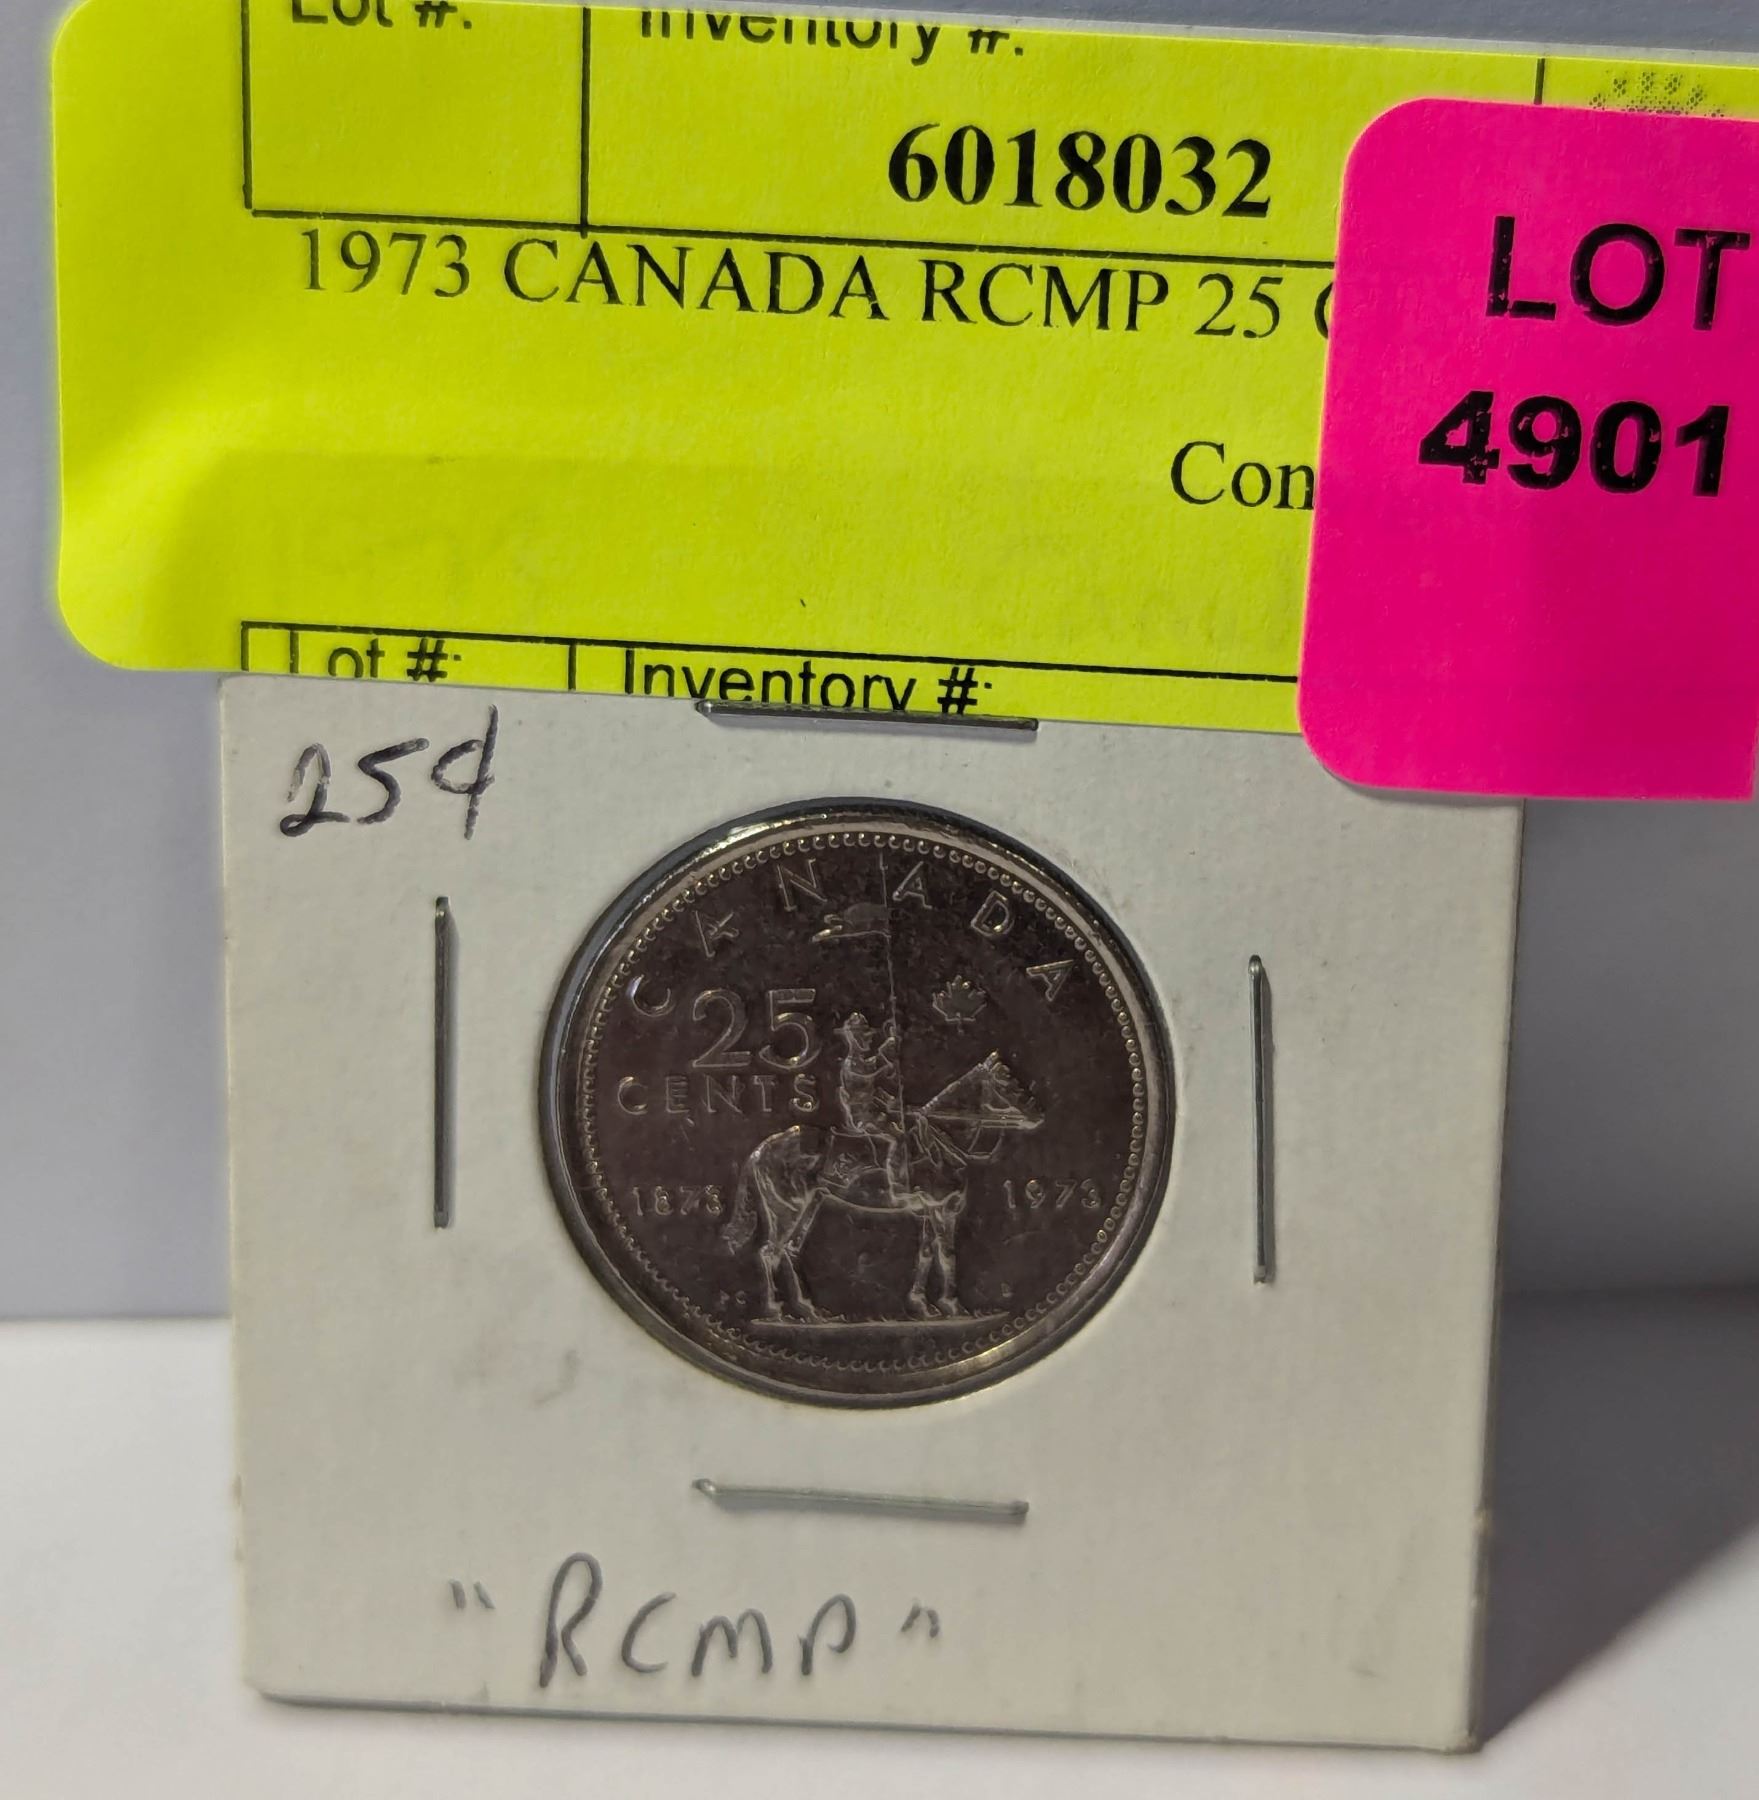 Lot #: Inventory #:
6018032
1973 CANADA RCMP 25
LOT
4901
Con
Lot #: Inventory #:
25¢
CANADA
25
CENTS
1873 1973
"RCMP"